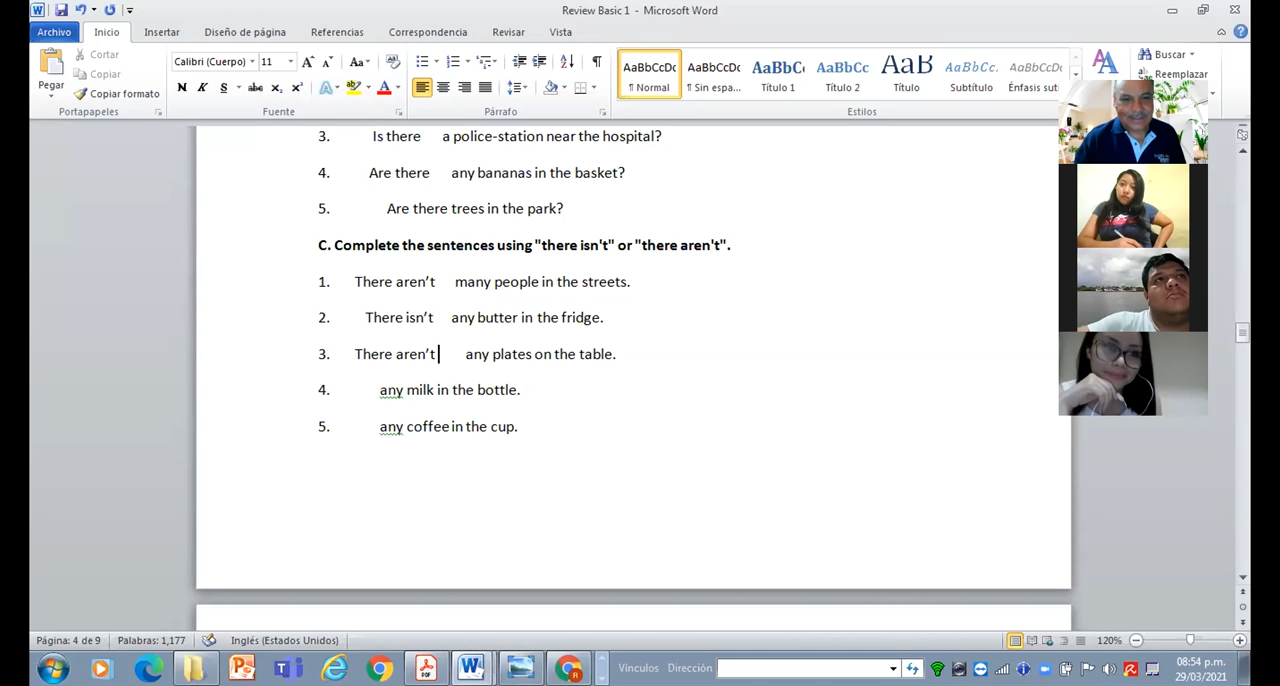 Review Basic 1 - Microsoft Word
Archivo Inicio Insertar Diseño de página Referencias Correspondencia Revisar Vista
Pegar
Cortar
Copiar
Copiar formato
Portapapeles
Calibri (Cuerpo) 11
N K S abc x₂ x²
Fuente
Párrafo
AaBbCcDc
¶ Normal
AaBbCcDc
¶ Sin espa...
AaBbC
Título 1
AaBbCc
Título 2
AaB
Título
AaBbCc.
Subtítulo
AaBbCcDc
Énfasis suti
Estilos
Buscar
Reemplazar
3. Is there a police-station near the hospital?
4. Are there any bananas in the basket?
5. Are there trees in the park?
C. Complete the sentences using "there isn't" or "there aren't".
1. There aren’t many people in the streets.
2. There isn’t any butter in the fridge.
3. There aren’t any plates on the table.
4. any milk in the bottle.
5. any coffee in the cup.
Página: 4 de 9 Palabras: 1,177 Inglés (Estados Unidos) 120%
Vínculos Dirección
08:54 p.m.
29/03/2021